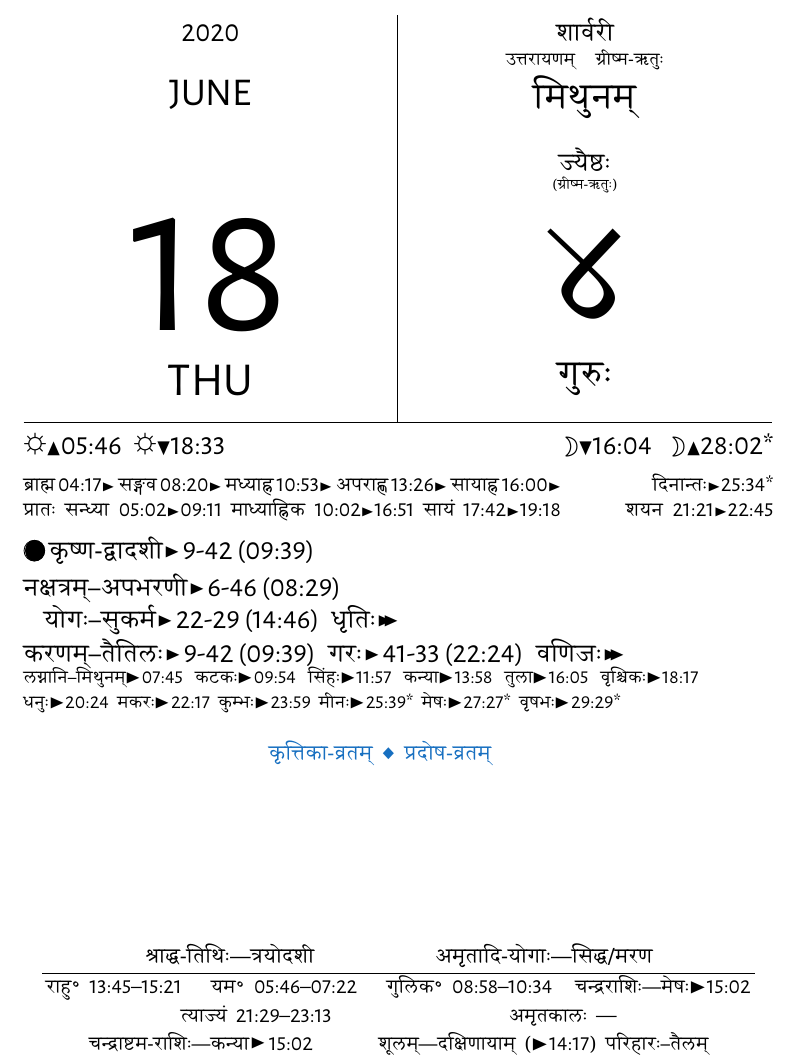 2020
JUNE
18
THU
शार्वरी
उत्तरायणम् ग्रीष्म-ऋतुः
मिथुनम्
ज्यैष्ठः
(ग्रीष्म-ऋतुः)
४
गुरुः
☼▲05:46 ☼▼18:33 ☽▼16:04 ☽▲28:02*
ब्राह्म 04:17► सङ्गव 08:20► मध्याह्न 10:53► अपराह्ण 13:26► सायाह्न 16:00► दिनान्तः►25:34*
प्रातः सन्ध्या 05:02►09:11 माध्याह्निक 10:02►16:51 सायं 17:42►19:18 शयन 21:21►22:45
●कृष्ण-द्वादशी► 9-42 (09:39)
नक्षत्रम्–अपभरणी► 6-46 (08:29)
योगः–सुकर्म► 22-29 (14:46) धृतिः►►
करणम्–तैतिलः► 9-42 (09:39) गरः► 41-33 (22:24) वणिजः►►
लग्नानि–मिथुनम्►07:45 कटकः►09:54 सिंहः►11:57 कन्या►13:58 तुला►16:05 वृश्चिकः►18:17
धनुः►20:24 मकरः►22:17 कुम्भः►23:59 मीनः►25:39* मेषः►27:27* वृषभः►29:29*
कृत्तिका-व्रतम् ◆ प्रदोष-व्रतम्
श्राद्ध-तिथिः—त्रयोदशी अमृतादि-योगाः—सिद्ध/मरण
राहु° 13:45–15:21 यम° 05:46–07:22 गुलिक° 08:58–10:34 चन्द्रराशिः—मेषः►15:02
त्याज्यं 21:29–23:13 अमृतकालः —
चन्द्राष्टम-राशिः—कन्या► 15:02 शूलम्—दक्षिणायाम् (►14:17) परिहारः–तैलम्